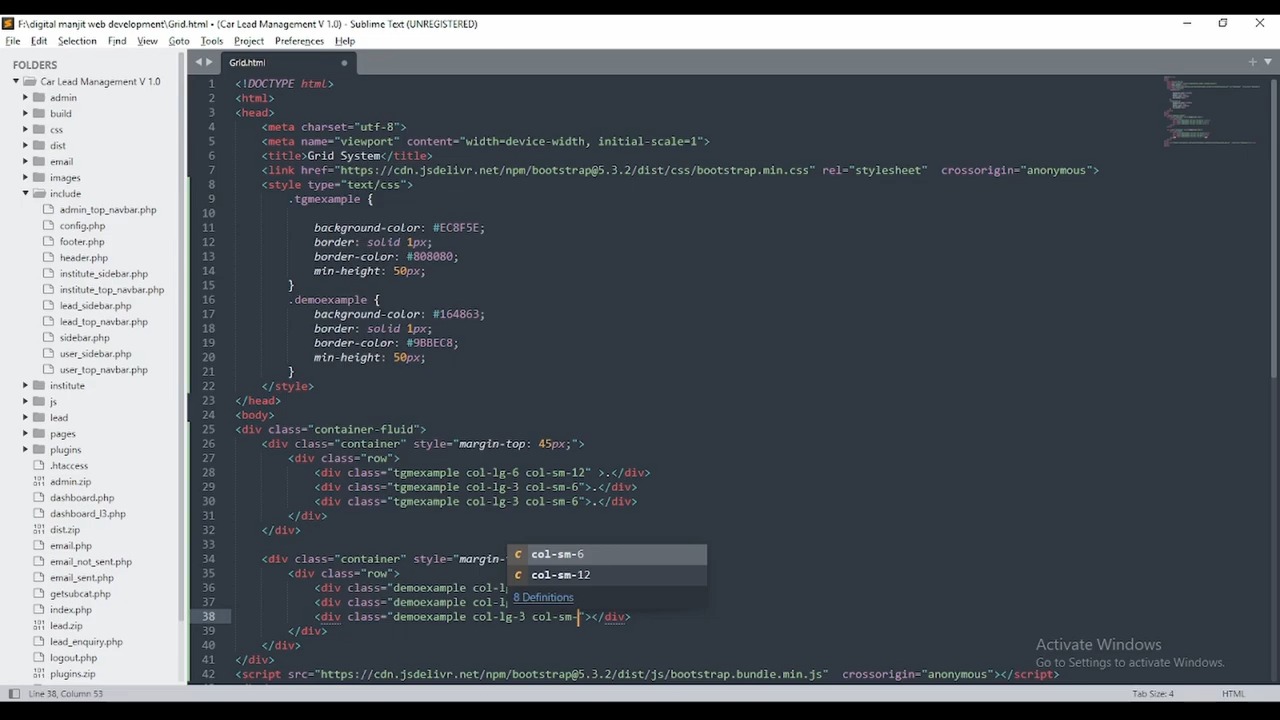 F:\digital manjit web development\Grid.html • (Car Lead Management V 1.0) - Sublime Text (UNREGISTERED)
File Edit Selection Find View Goto Tools Project Preferences Help
FOLDERS
Car Lead Management V 1.0
admin
build
css
dist
email
images
include
admin_top_navbar.php
config.php
footer.php
header.php
institute_sidebar.php
institute_top_navbar.php
lead_sidebar.php
lead_top_navbar.php
sidebar.php
user_sidebar.php
user_top_navbar.php
institute
js
lead
pages
plugins
.htaccess
admin.zip
dashboard.php
dashboard_l3.php
dist.zip
email.php
email_not_sent.php
email_sent.php
getsubcat.php
index.php
lead.zip
lead_enquiry.php
logout.php
plugins.zip
Grid.html
1 <!DOCTYPE html>
2 <html>
3 <head>
4 <meta charset="utf-8">
5 <meta name="viewport" content="width=device-width, initial-scale=1">
6 <title>Grid System</title>
7 <link href="https://cdn.jsdelivr.net/npm/bootstrap@5.3.2/dist/css/bootstrap.min.css" rel="stylesheet" crossorigin="anonymous">
8 <style type="text/css">
9 .tgmexample {
10
11 background-color: #EC8F5E;
12 border: solid 1px;
13 border-color: #808080;
14 min-height: 50px;
15 }
16 .demoexample {
17 background-color: #164863;
18 border: solid 1px;
19 border-color: #9BBEC8;
20 min-height: 50px;
21 }
22 </style>
23 </head>
24 <body>
25 <div class="container-fluid">
26 <div class="container" style="margin-top: 45px;">
27 <div class="row">
28 <div class="tgmexample col-lg-6 col-sm-12" >.</div>
29 <div class="tgmexample col-lg-3 col-sm-6">.</div>
30 <div class="tgmexample col-lg-3 col-sm-6">.</div>
31 </div>
32 </div>
33
34 <div class="container" style="margin-
35 <div class="row">
36 <div class="demoexample col-l
37 <div class="demoexample col-l
38 <div class="demoexample col-lg-3 col-sm-"></div>
39 </div>
40 </div>
41 </div>
42 <script src="https://cdn.jsdelivr.net/npm/bootstrap@5.3.2/dist/js/bootstrap.bundle.min.js" crossorigin="anonymous"></script>
c col-sm-6
c col-sm-12
8 Definitions
Activate Windows
Go to Settings to activate Windows.
Line 38, Column 53
Tab Size: 4
HTML